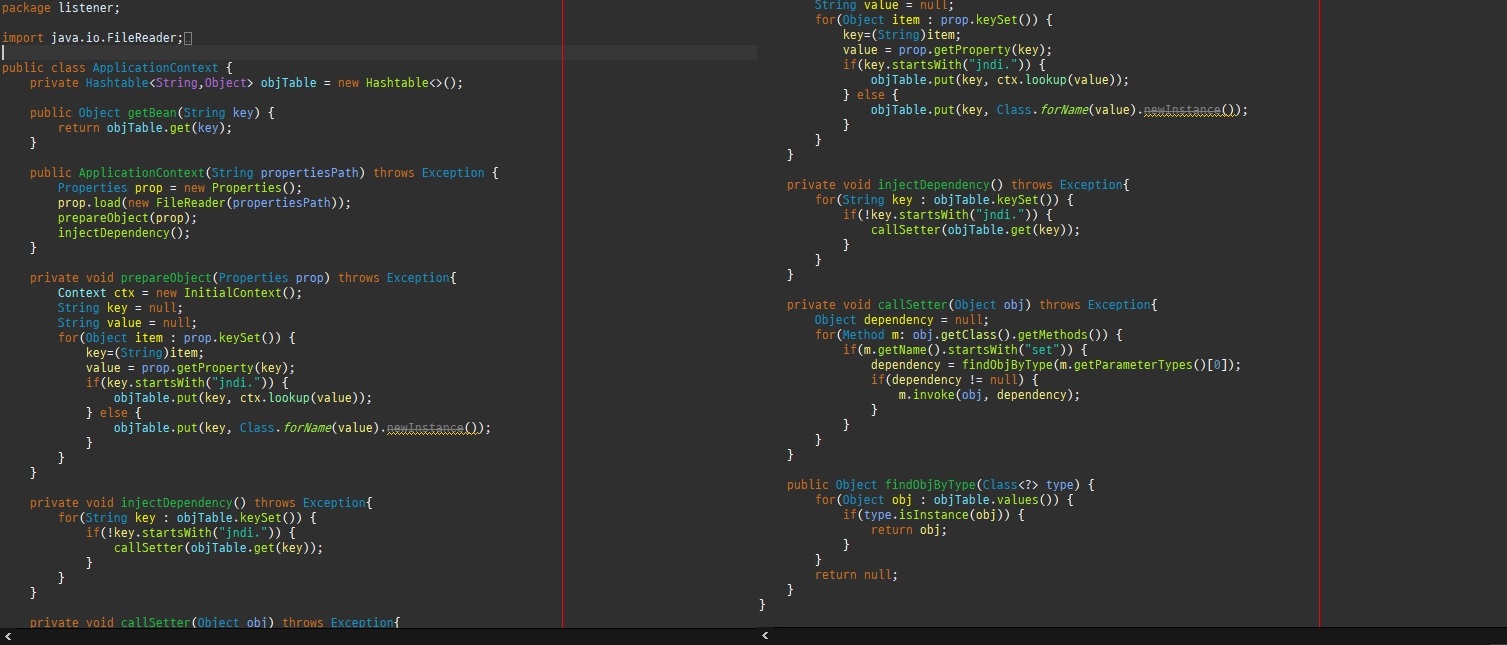 package listener;
import java.io.FileReader;
public class ApplicationContext {
private Hashtable<String,Object> objTable = new Hashtable<>();
public Object getBean(String key) {
return objTable.get(key);
}
public ApplicationContext(String propertiesPath) throws Exception {
Properties prop = new Properties();
prop.load(new FileReader(propertiesPath));
prepareObject(prop);
injectDependency();
}
private void prepareObject(Properties prop) throws Exception{
Context ctx = new InitialContext();
String key = null;
String value = null;
for(Object item : prop.keySet()) {
key=(String)item;
value = prop.getProperty(key);
if(key.startsWith("jndi.")) {
objTable.put(key, ctx.lookup(value));
} else {
objTable.put(key, Class.forName(value).newInstance());
}
}
}
private void injectDependency() throws Exception{
for(String key : objTable.keySet()) {
if(!key.startsWith("jndi.")) {
callSetter(objTable.get(key));
}
}
}
private void callSetter(Object obj) throws Exception{
String value = null;
for(Object item : prop.keySet()) {
key=(String)item;
value = prop.getProperty(key);
if(key.startsWith("jndi.")) {
objTable.put(key, ctx.lookup(value));
} else {
objTable.put(key, Class.forName(value).newInstance());
}
}
}
private void injectDependency() throws Exception{
for(String key : objTable.keySet()) {
if(!key.startsWith("jndi.")) {
callSetter(objTable.get(key));
}
}
}
private void callSetter(Object obj) throws Exception{
Object dependency = null;
for(Method m: obj.getClass().getMethods()) {
if(m.getName().startsWith("set")) {
dependency = findObjByType(m.getParameterTypes()[0]);
if(dependency != null) {
m.invoke(obj, dependency);
}
}
}
}
public Object findObjByType(Class<?> type) {
for(Object obj : objTable.values()) {
if(type.isInstance(obj)) {
return obj;
}
}
return null;
}
}